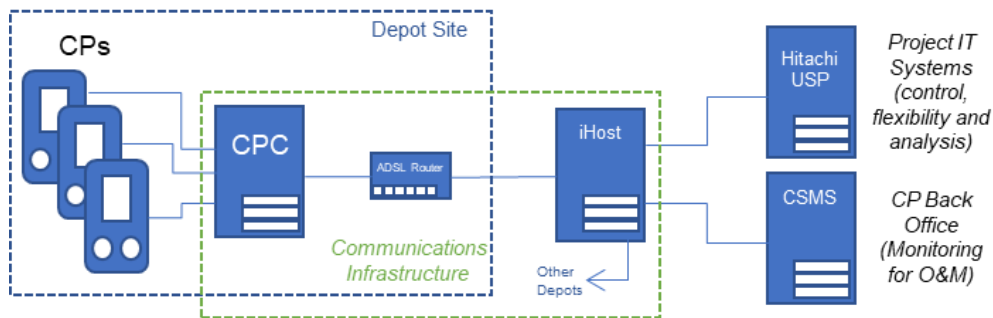 Depot Site
CPs
CPC
ADSL Router
Communications
Infrastructure
iHost
Other
Depots
Hitachi
USP
Project IT
Systems
(control,
flexibility and
analysis)
CSMS
CP Back
Office
(Monitoring
for O&M)